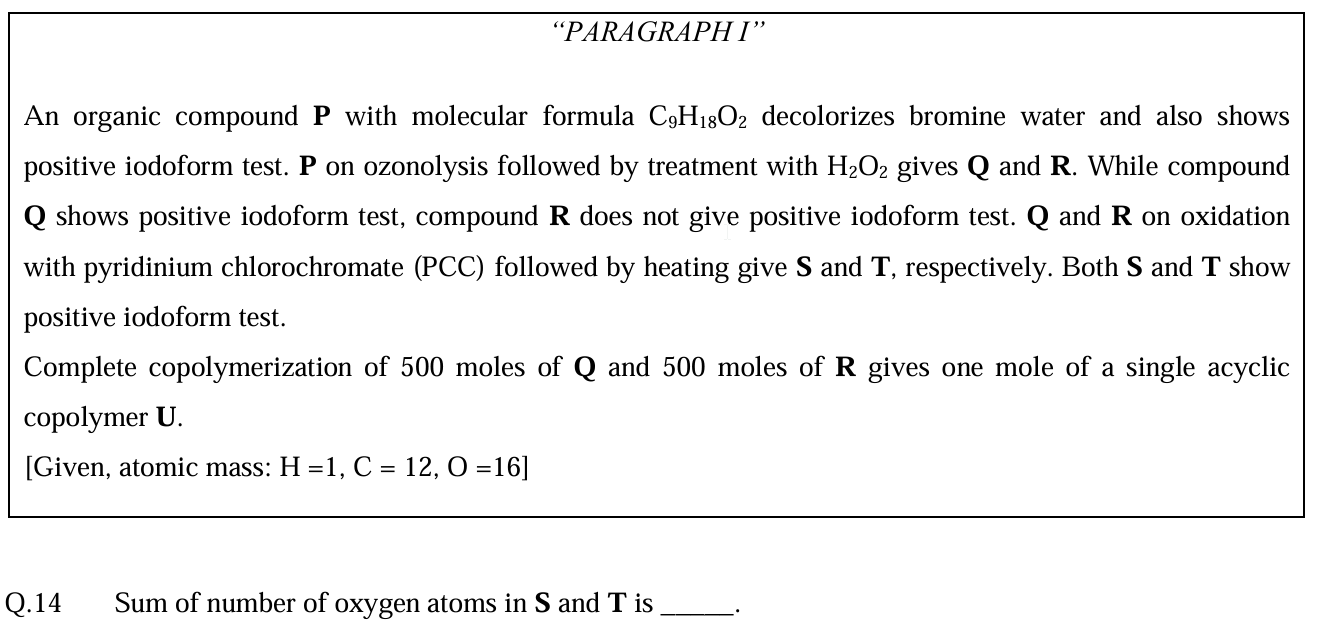 “PARAGRAPH I”
An organic compound P with molecular formula C₉H₁₈O₂ decolorizes bromine water and also shows
positive iodoform test. P on ozonolysis followed by treatment with H₂O₂ gives Q and R. While compound
Q shows positive iodoform test, compound R does not give positive iodoform test. Q and R on oxidation
with pyridinium chlorochromate (PCC) followed by heating give S and T, respectively. Both S and T show
positive iodoform test.
Complete copolymerization of 500 moles of Q and 500 moles of R gives one mole of a single acyclic
copolymer U.
[Given, atomic mass: H =1, C = 12, O =16]
Q.14 Sum of number of oxygen atoms in S and T is _____.